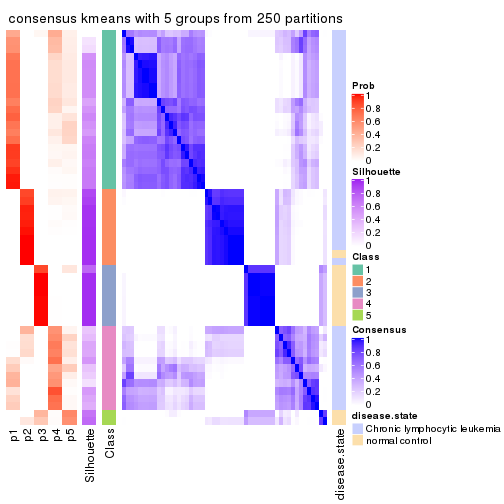 consensus kmeans with 5 groups from 250 partitions
Prob
1
0.8
0.6
0.4
0.2
0
Silhouette
1
0.8
0.6
0.4
0.2
0
Class
1
2
3
4
5
Consensus
1
0.8
0.6
0.4
0.2
0
disease.state
Chronic lymphocytic leukemia
normal control
p1
p2
p3
p4
p5
Silhouette
Class
disease.state